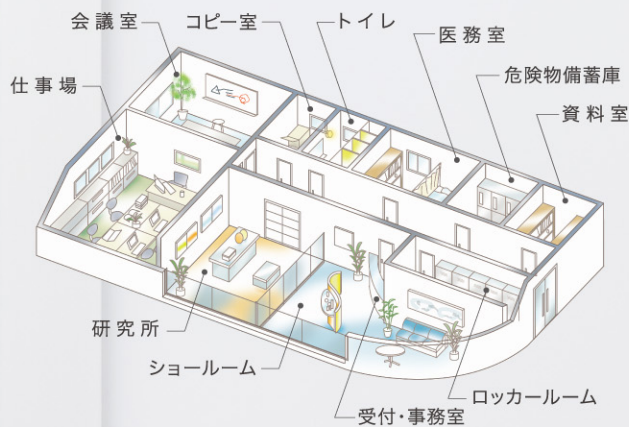 会議室
コピー室
トイレ
医務室
仕事場
危険物備蓄庫
資料室
研究所
ショールーム
ロッカールーム
受付・事務室